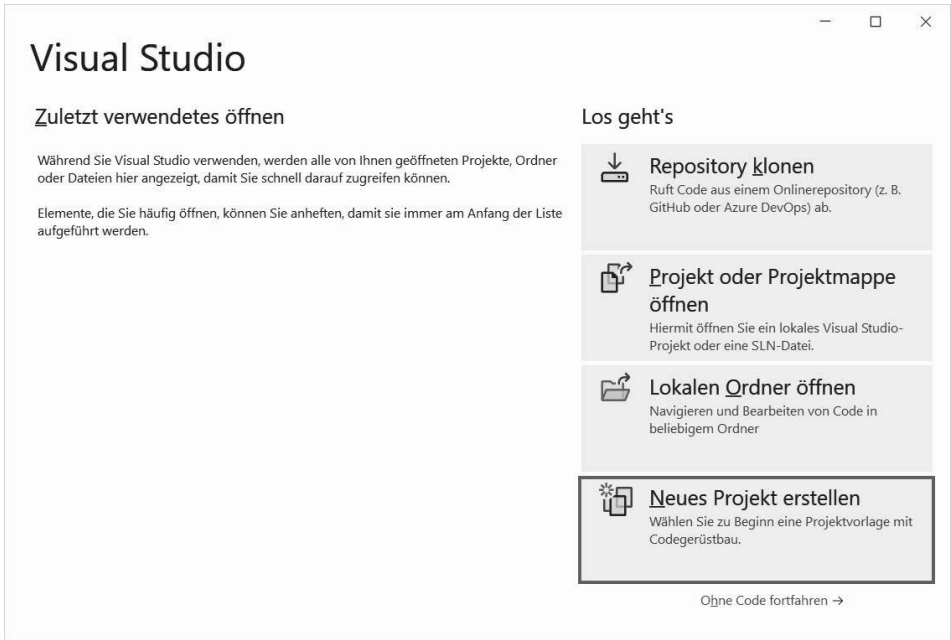 Visual Studio
Zuletzt verwendetes öffnen
Während Sie Visual Studio verwenden, werden alle von Ihnen geöffneten Projekte, Ordner
oder Dateien hier angezeigt, damit Sie schnell darauf zugreifen können.
Elemente, die Sie häufig öffnen, können Sie anheften, damit sie immer am Anfang der Liste
aufgeführt werden.
Los geht's
Repository klonen
Ruft Code aus einem Onlinerepository (z. B.
GitHub oder Azure DevOps) ab.
Projekt oder Projektmappe
öffnen
Hiermit öffnen Sie ein lokales Visual Studio-
Projekt oder eine SLN-Datei.
Lokalen Ordner öffnen
Navigieren und Bearbeiten von Code in
beliebigem Ordner
Neues Projekt erstellen
Wählen Sie zu Beginn eine Projektvorlage mit
Codegerüstbau.
Ohne Code fortfahren →